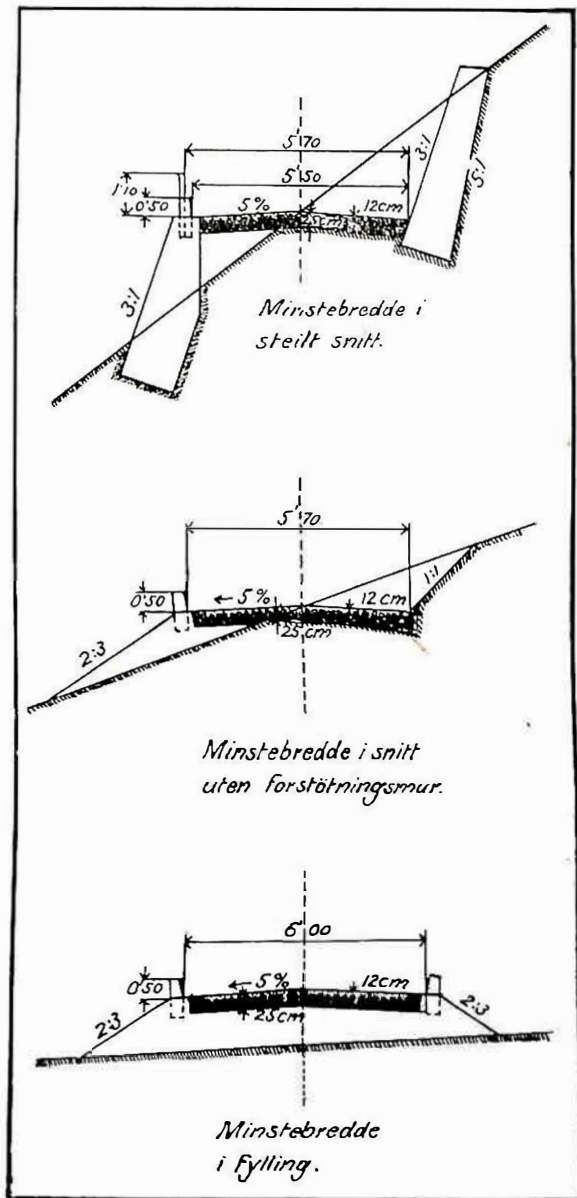 5'70
5'50
1'10
0'50
5%
12cm
3:1
5:1
3:1
Minstebredde i
steilt snitt.
5'70
0'50
← 5%
12cm
1:1
2:3
25cm
Minstebredde i snitt
uten forstötningsmur.
6'00
0'50
← 5%
12cm
2:3
25cm
2:3
Minstebredde
i Fylling.